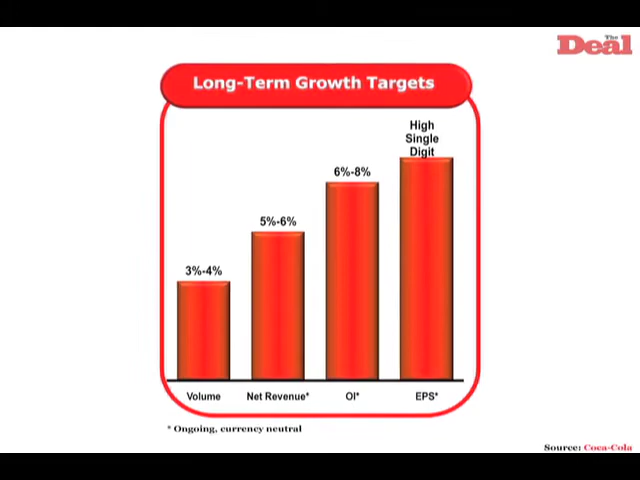 The
Deal
Long-Term Growth Targets
High
Single
Digit
6%-8%
5%-6%
3%-4%
Volume Net Revenue* OI* EPS*
* Ongoing, currency neutral
Source: Coca-Cola